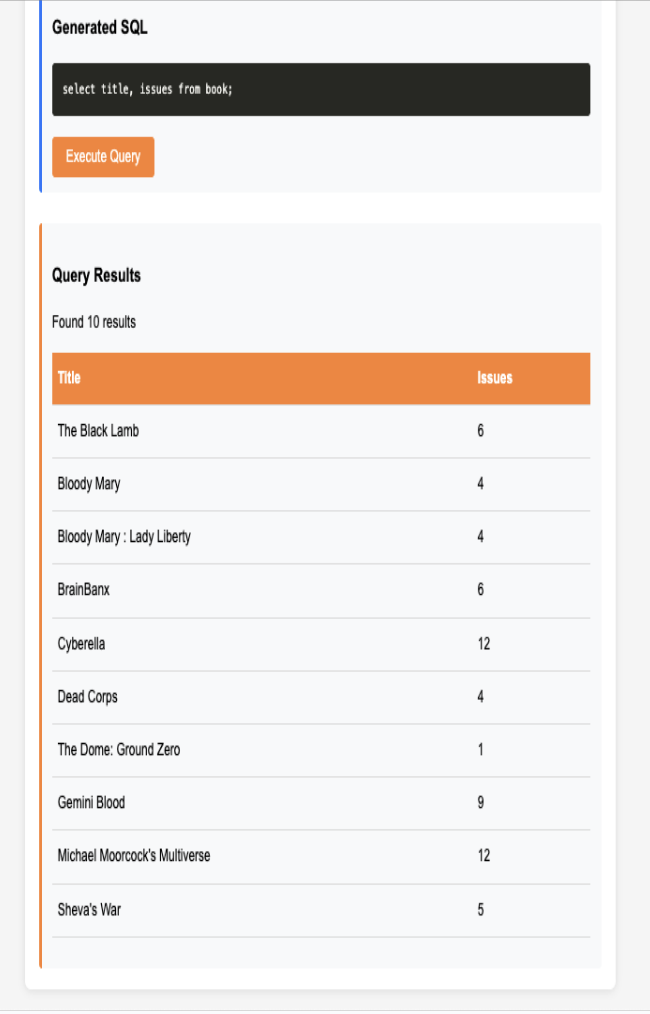 Generated SQL
select title, issues from book;
Execute Query
Query Results
Found 10 results
Title Issues
The Black Lamb 6
Bloody Mary 4
Bloody Mary : Lady Liberty 4
BrainBanx 6
Cyberella 12
Dead Corps 4
The Dome: Ground Zero 1
Gemini Blood 9
Michael Moorcock's Multiverse 12
Sheva's War 5